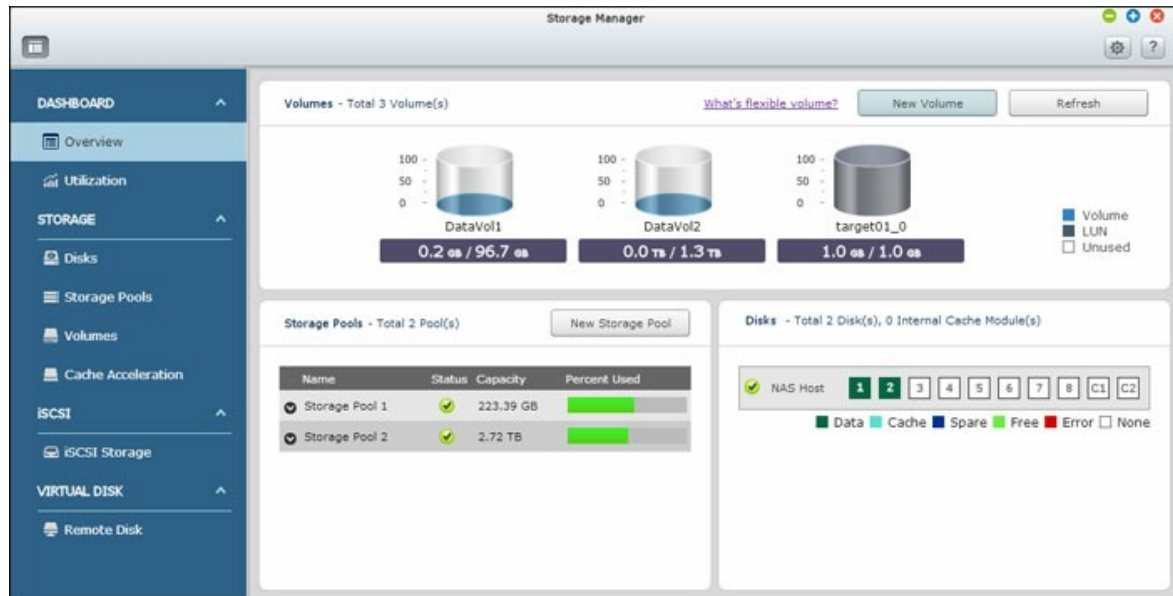 Storage Manager
?
DASHBOARD
Overview
Utilization
STORAGE
Disks
Storage Pools
Volumes
Cache Acceleration
iSCSI
iSCSI Storage
VIRTUAL DISK
Remote Disk
Volumes - Total 3 Volume(s)
What's flexible volume?
New Volume
Refresh
100
50
0
DataVol1
0.2 GB / 96.7 GB
100
50
0
DataVol2
0.0 TB / 1.3 TB
100
50
0
target01_0
1.0 GB / 1.0 GB
Volume
LUN
Unused
Storage Pools - Total 2 Pool(s)
New Storage Pool
Name Status Capacity Percent Used
Storage Pool 1 223.39 GB
Storage Pool 2 2.72 TB
Disks - Total 2 Disk(s), 0 Internal Cache Module(s)
NAS Host 1 2 3 4 5 6 7 8 C1 C2
Data Cache Spare Free Error None